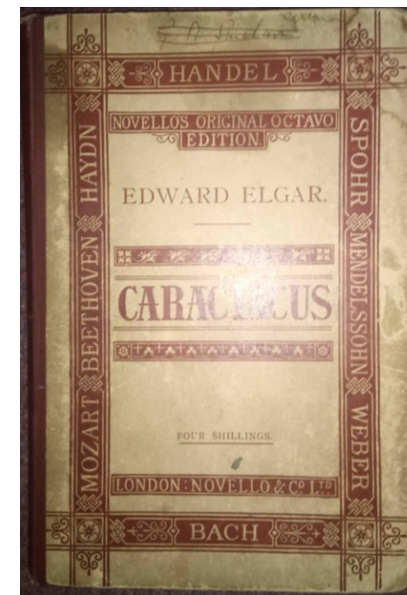 HANDEL
NOVELLO'S ORIGINAL OCTAVO
EDITION
EDWARD ELGAR.
CARACTACUS
FOUR SHILLINGS.
LONDON: NOVELLO & Co LTD
BACH
MOZART BEETHOVEN HAYDN
SPOHR MENDELSSOHN WEBER